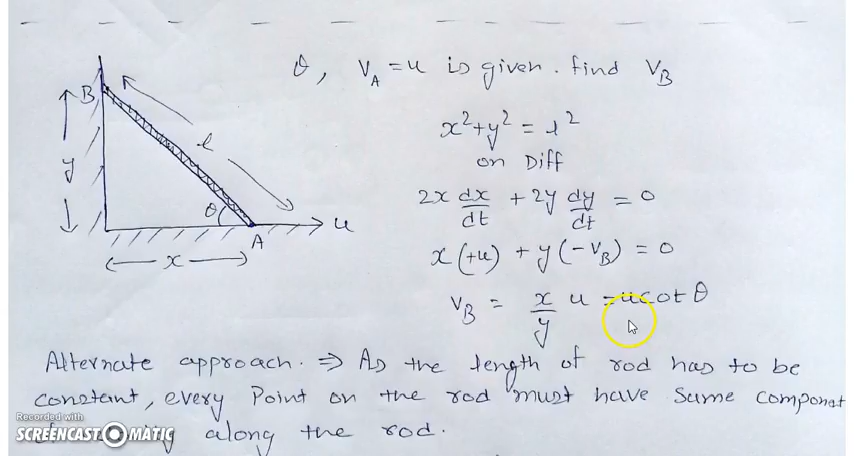 θ, V_A = u is given. find V_B
B
l
x² + y² = l²
on Diff
y
2x dx/dt + 2y dy/dt = 0
θ
u
A
x
x(+u) + y(-V_B) = 0
V_B = x/y u = u cot θ
Alternate approach. ⇒ As the length of rod has to be
constant, every Point on the rod must have same componat
along the rod.
Recorded with
SCREENCAST-O-MATIC